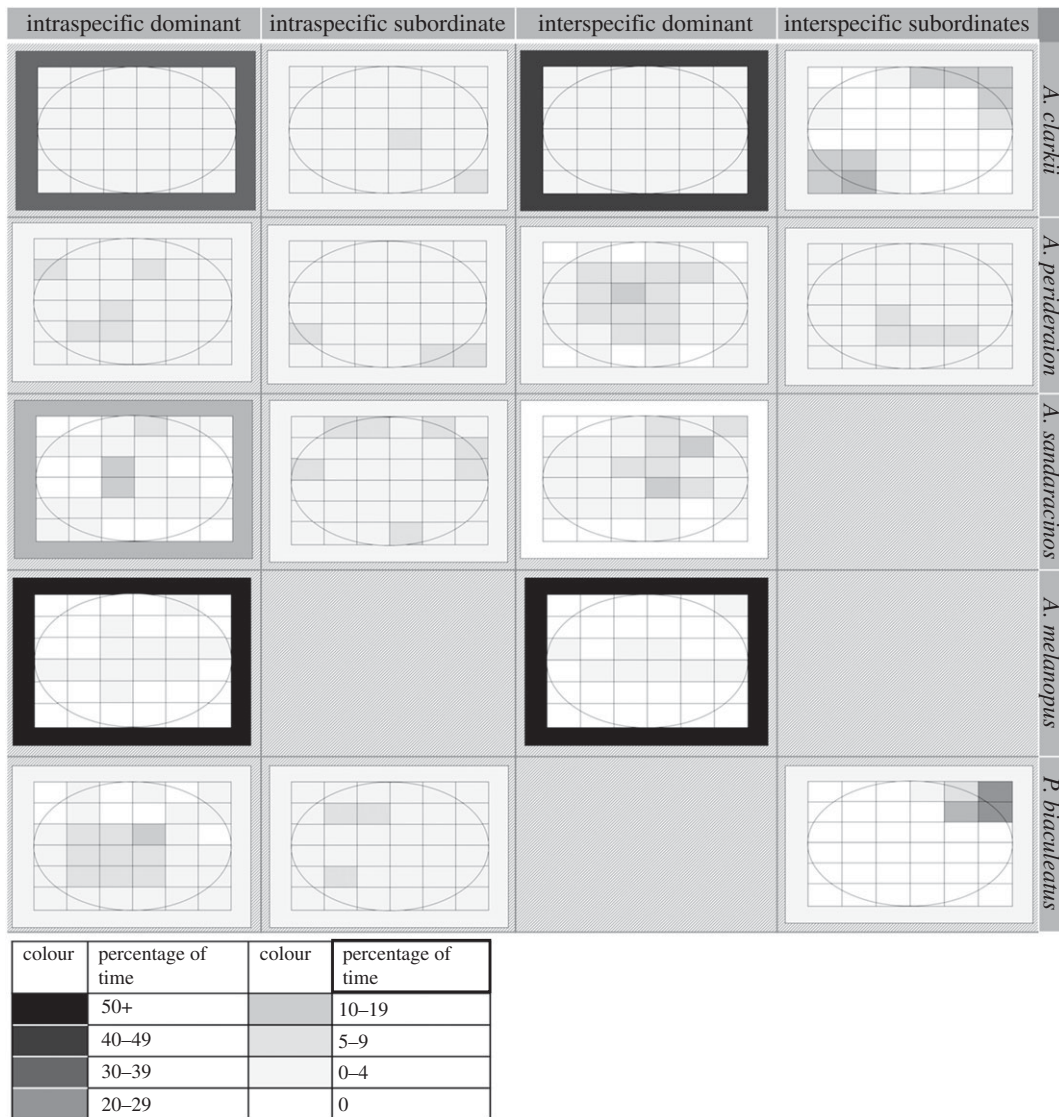 intraspecific dominant intraspecific subordinate interspecific dominant interspecific subordinates
A. clarkii
A. perideraion
A. sandaracinos
A. melanopus
P. biaculeatus
colour percentage of time colour percentage of time
50+ 10–19
40–49 5–9
30–39 0–4
20–29 0